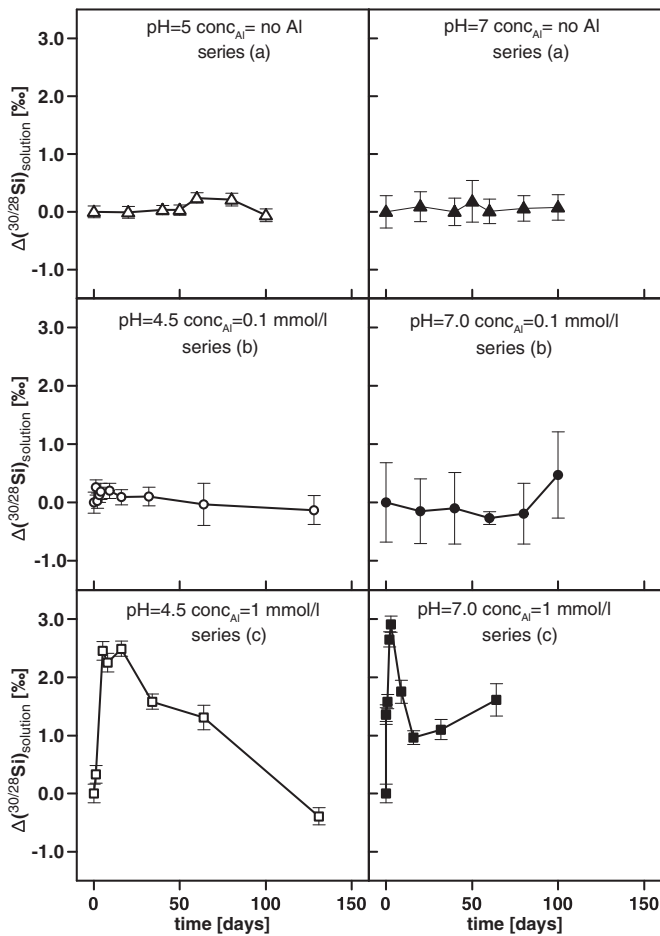 pH=5 conc_Al= no Al
series (a)
pH=7 conc_Al= no Al
series (a)
3.0
2.0
1.0
0.0
-1.0
Δ(^30/28Si)_solution [‰]
pH=4.5 conc_Al=0.1 mmol/l
series (b)
pH=7.0 conc_Al=0.1 mmol/l
series (b)
3.0
2.0
1.0
0.0
-1.0
Δ(^30/28Si)_solution [‰]
pH=4.5 conc_Al=1 mmol/l
series (c)
pH=7.0 conc_Al=1 mmol/l
series (c)
3.0
2.0
1.0
0.0
-1.0
Δ(^30/28Si)_solution [‰]
0 50 100 150
0 50 100 150
time [days]
time [days]